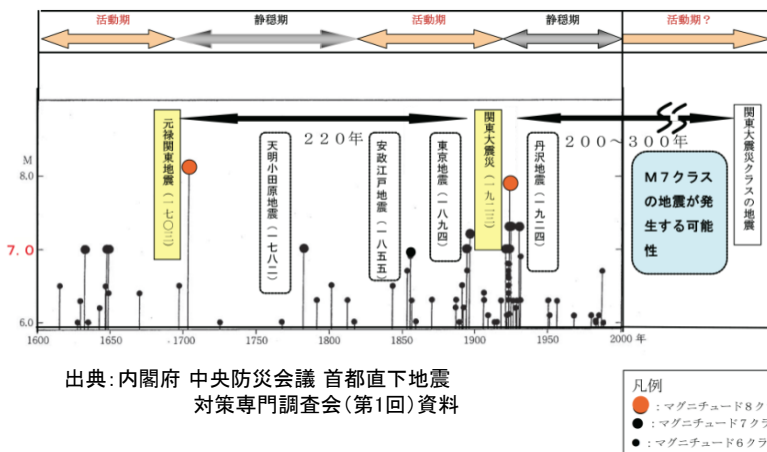 活動期
静穏期
活動期
静穏期
活動期？
元禄関東地震(一七〇三)
220年
天明小田原地震(一七八二)
安政江戸地震(一八五五)
東京地震(一八九四)
関東大震災(一九二三)
丹沢地震(一九二四)
200～300年
関東大震災クラスの地震
M7クラス
の地震が発
生する可能
性
M
8.0
7.0
6.0
1600
1650
1700
1750
1800
1850
1900
1950
2000 年
出典：内閣府 中央防災会議 首都直下地震
対策専門調査会（第1回）資料
凡例
：マグニチュード８ク
：マグニチュード７クラ
：マグニチュード６クラ